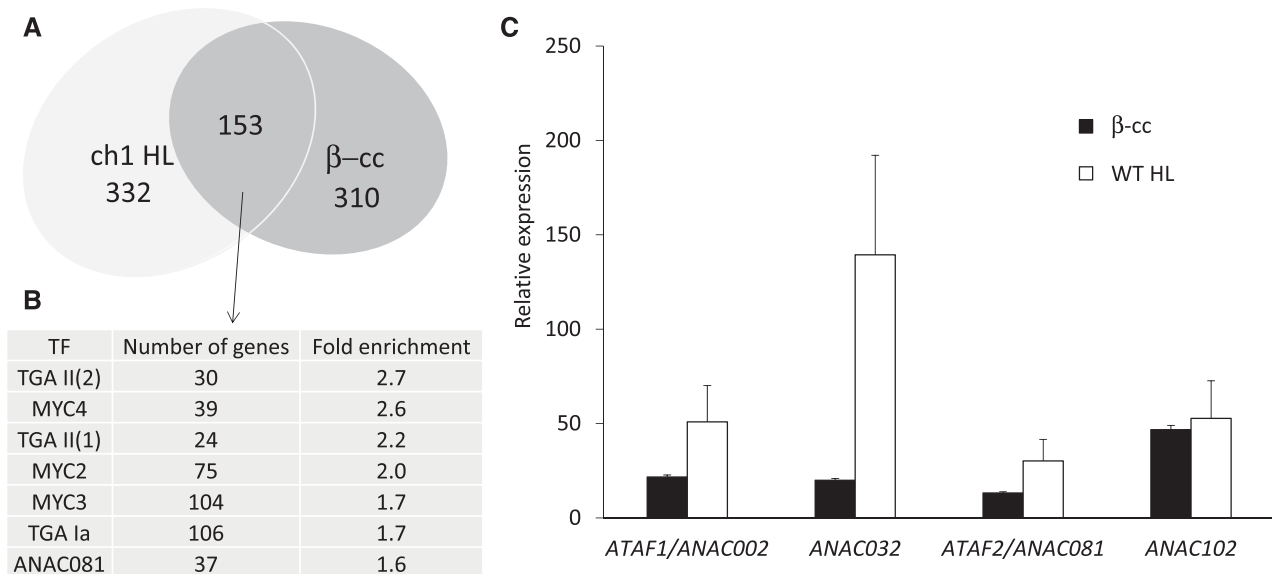 A
ch1 HL
332
153
β–cc
310
B
TF Number of genes Fold enrichment
TGA II(2) 30 2.7
MYC4 39 2.6
TGA II(1) 24 2.2
MYC2 75 2.0
MYC3 104 1.7
TGA Ia 106 1.7
ANAC081 37 1.6
C
Relative expression
250
200
150
100
50
0
β-cc
WT HL
ATAF1/ANAC002 ANAC032 ATAF2/ANAC081 ANAC102